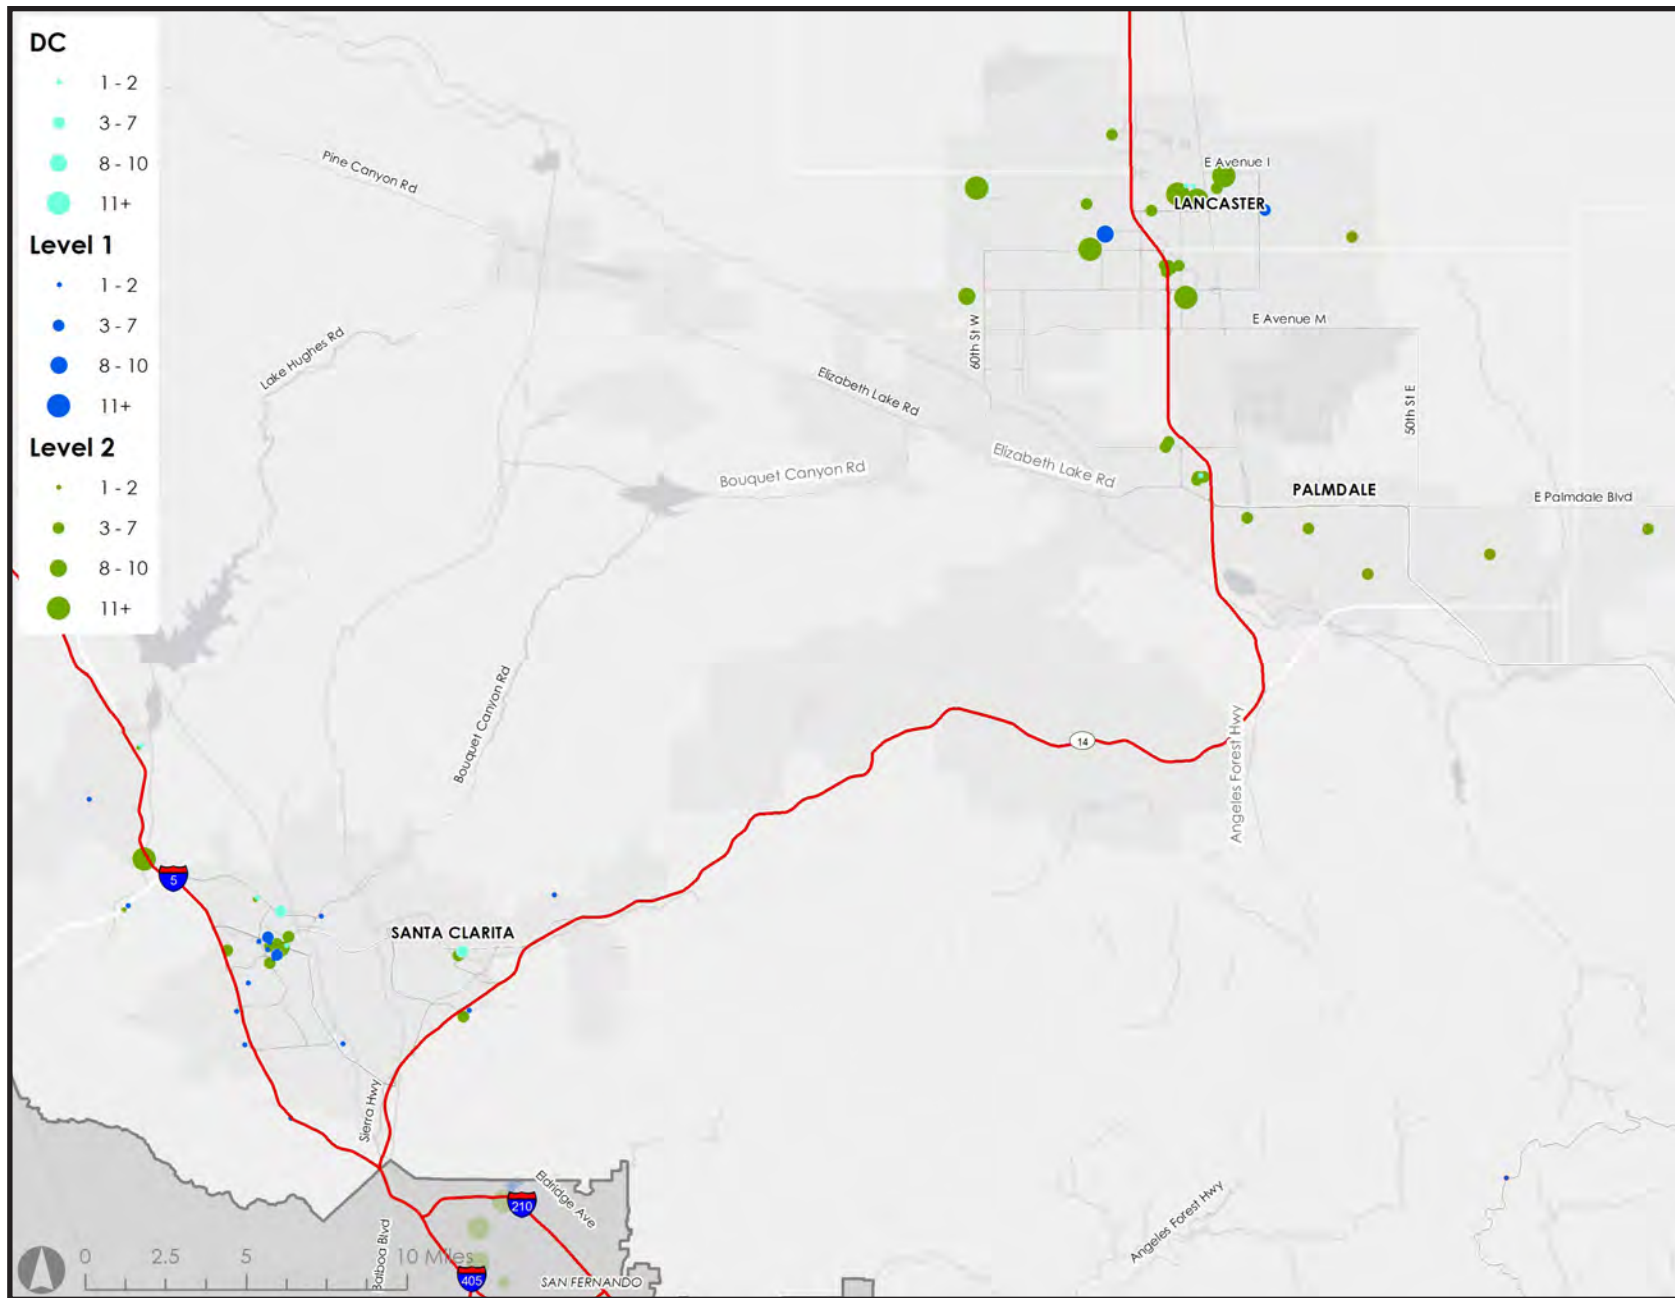 DC
1 - 2
3 - 7
8 - 10
11+
Level 1
1 - 2
3 - 7
8 - 10
11+
Level 2
1 - 2
3 - 7
8 - 10
11+
Pine Canyon Rd
E Avenue I
LANCASTER
Lake Hughes Rd
60th St W
E Avenue M
Elizabeth Lake Rd
50th St E
Elizabeth Lake Rd
Bouquet Canyon Rd
PALMDALE
E Palmdale Blvd
Bouquet Canyon Rd
Angeles Forest Hwy
14
5
SANTA CLARITA
Sierra Hwy
Eldridge Ave
210
Balboa Blvd
Angeles Forest Hwy
0 2.5 5 10 Miles
405
SAN FERNANDO